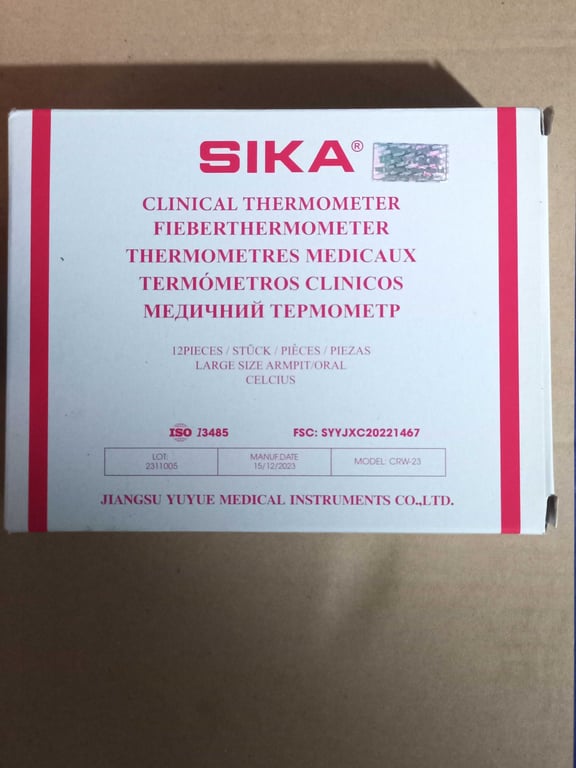 SIKA®
CLINICAL THERMOMETER
FIEBERTHERMOMETER
THERMOMETRES MEDICAUX
TERMÓMETROS CLINICOS
МЕДИЧНИЙ ТЕРМОМЕТР
12PIECES / STÜCK / PIÈCES / PIEZAS
LARGE SIZE ARMPIT/ORAL
CELCIUS
ISO 13485 FSC: SYYJXC20221467
LOT: 2311005
MANUF.DATE 15/12/2023
MODEL: CRW-23
JIANGSU YUYUE MEDICAL INSTRUMENTS CO.,LTD.